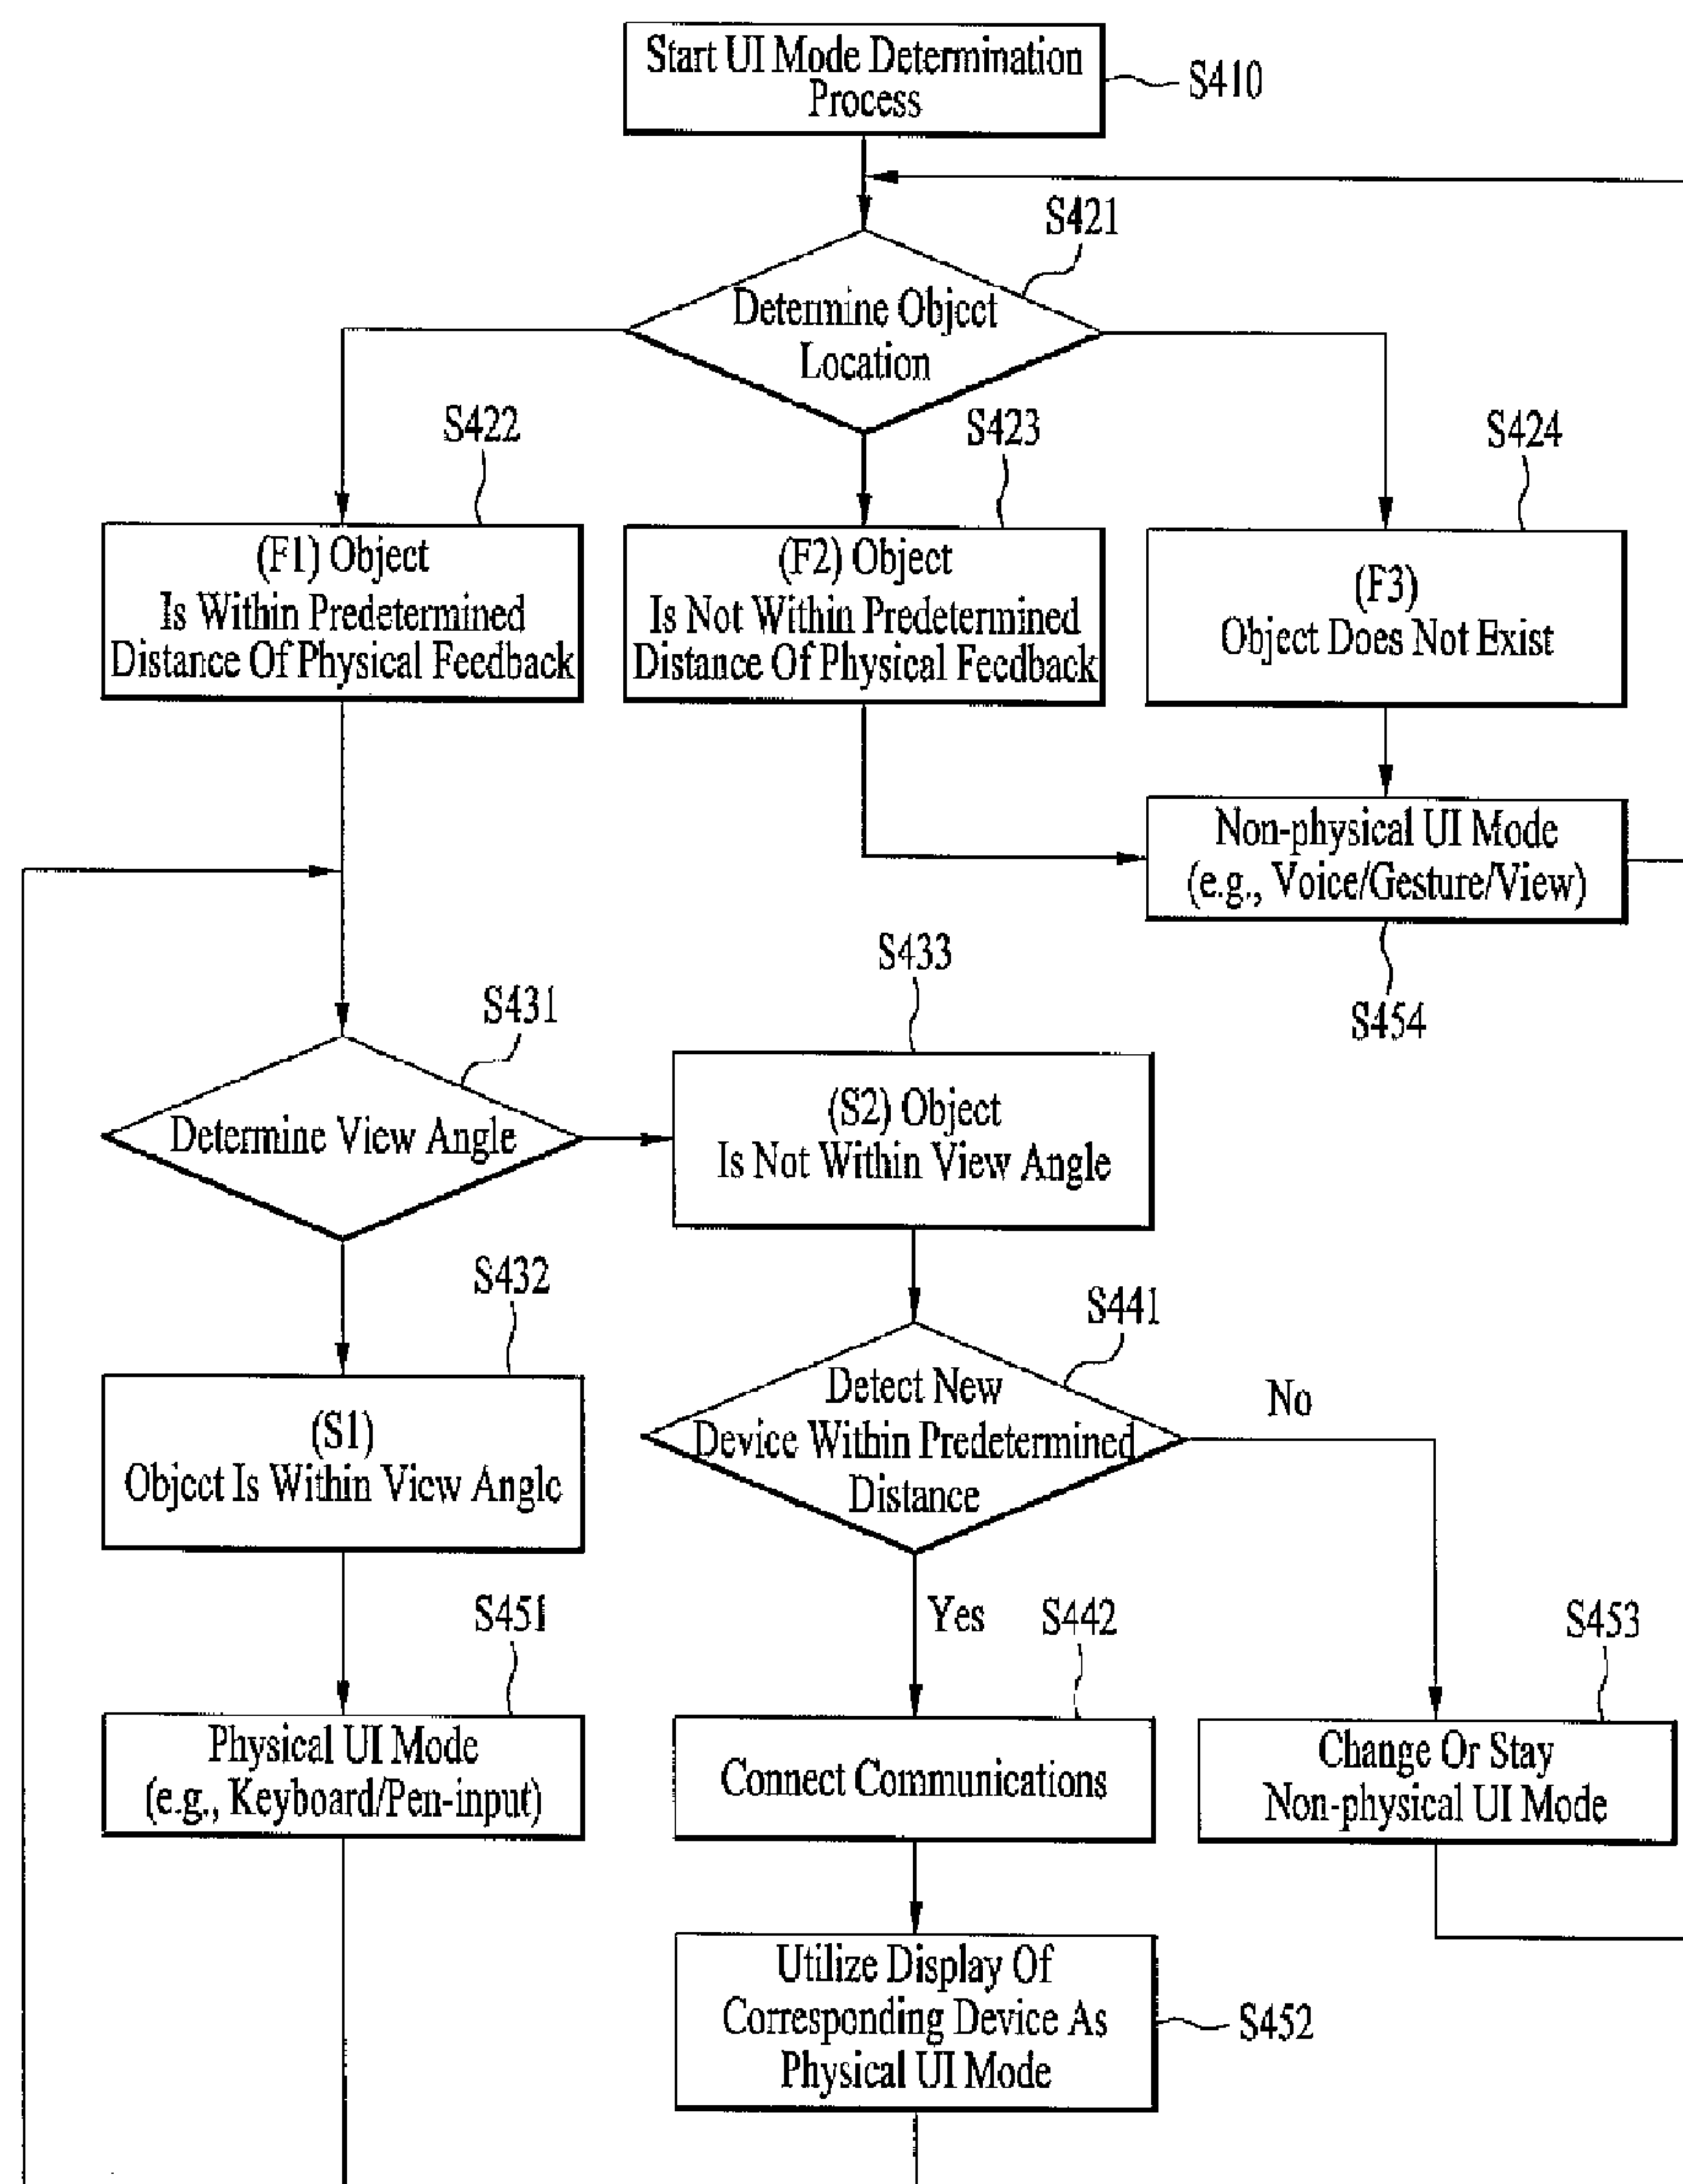 Start UI Mode Determination
Process
S410
S421
Determine Object
Location
S422
S423
S424
(F1) Object
Is Within Predetermined
Distance Of Physical Feedback
(F2) Object
Is Not Within Predetermined
Distance Of Physical Feedback
(F3)
Object Does Not Exist
Non-physical UI Mode
(e.g., Voice/Gesture/View)
S454
S433
S431
Determine View Angle
(S2) Object
Is Not Within View Angle
S432
S441
(S1)
Object Is Within View Angle
Detect New
Device Within Predetermined
Distance
No
Yes
S451
S442
S453
Physical UI Mode
(e.g., Keyboard/Pen-input)
Connect Communications
Change Or Stay
Non-physical UI Mode
Utilize Display Of
Corresponding Device As
Physical UI Mode
S452